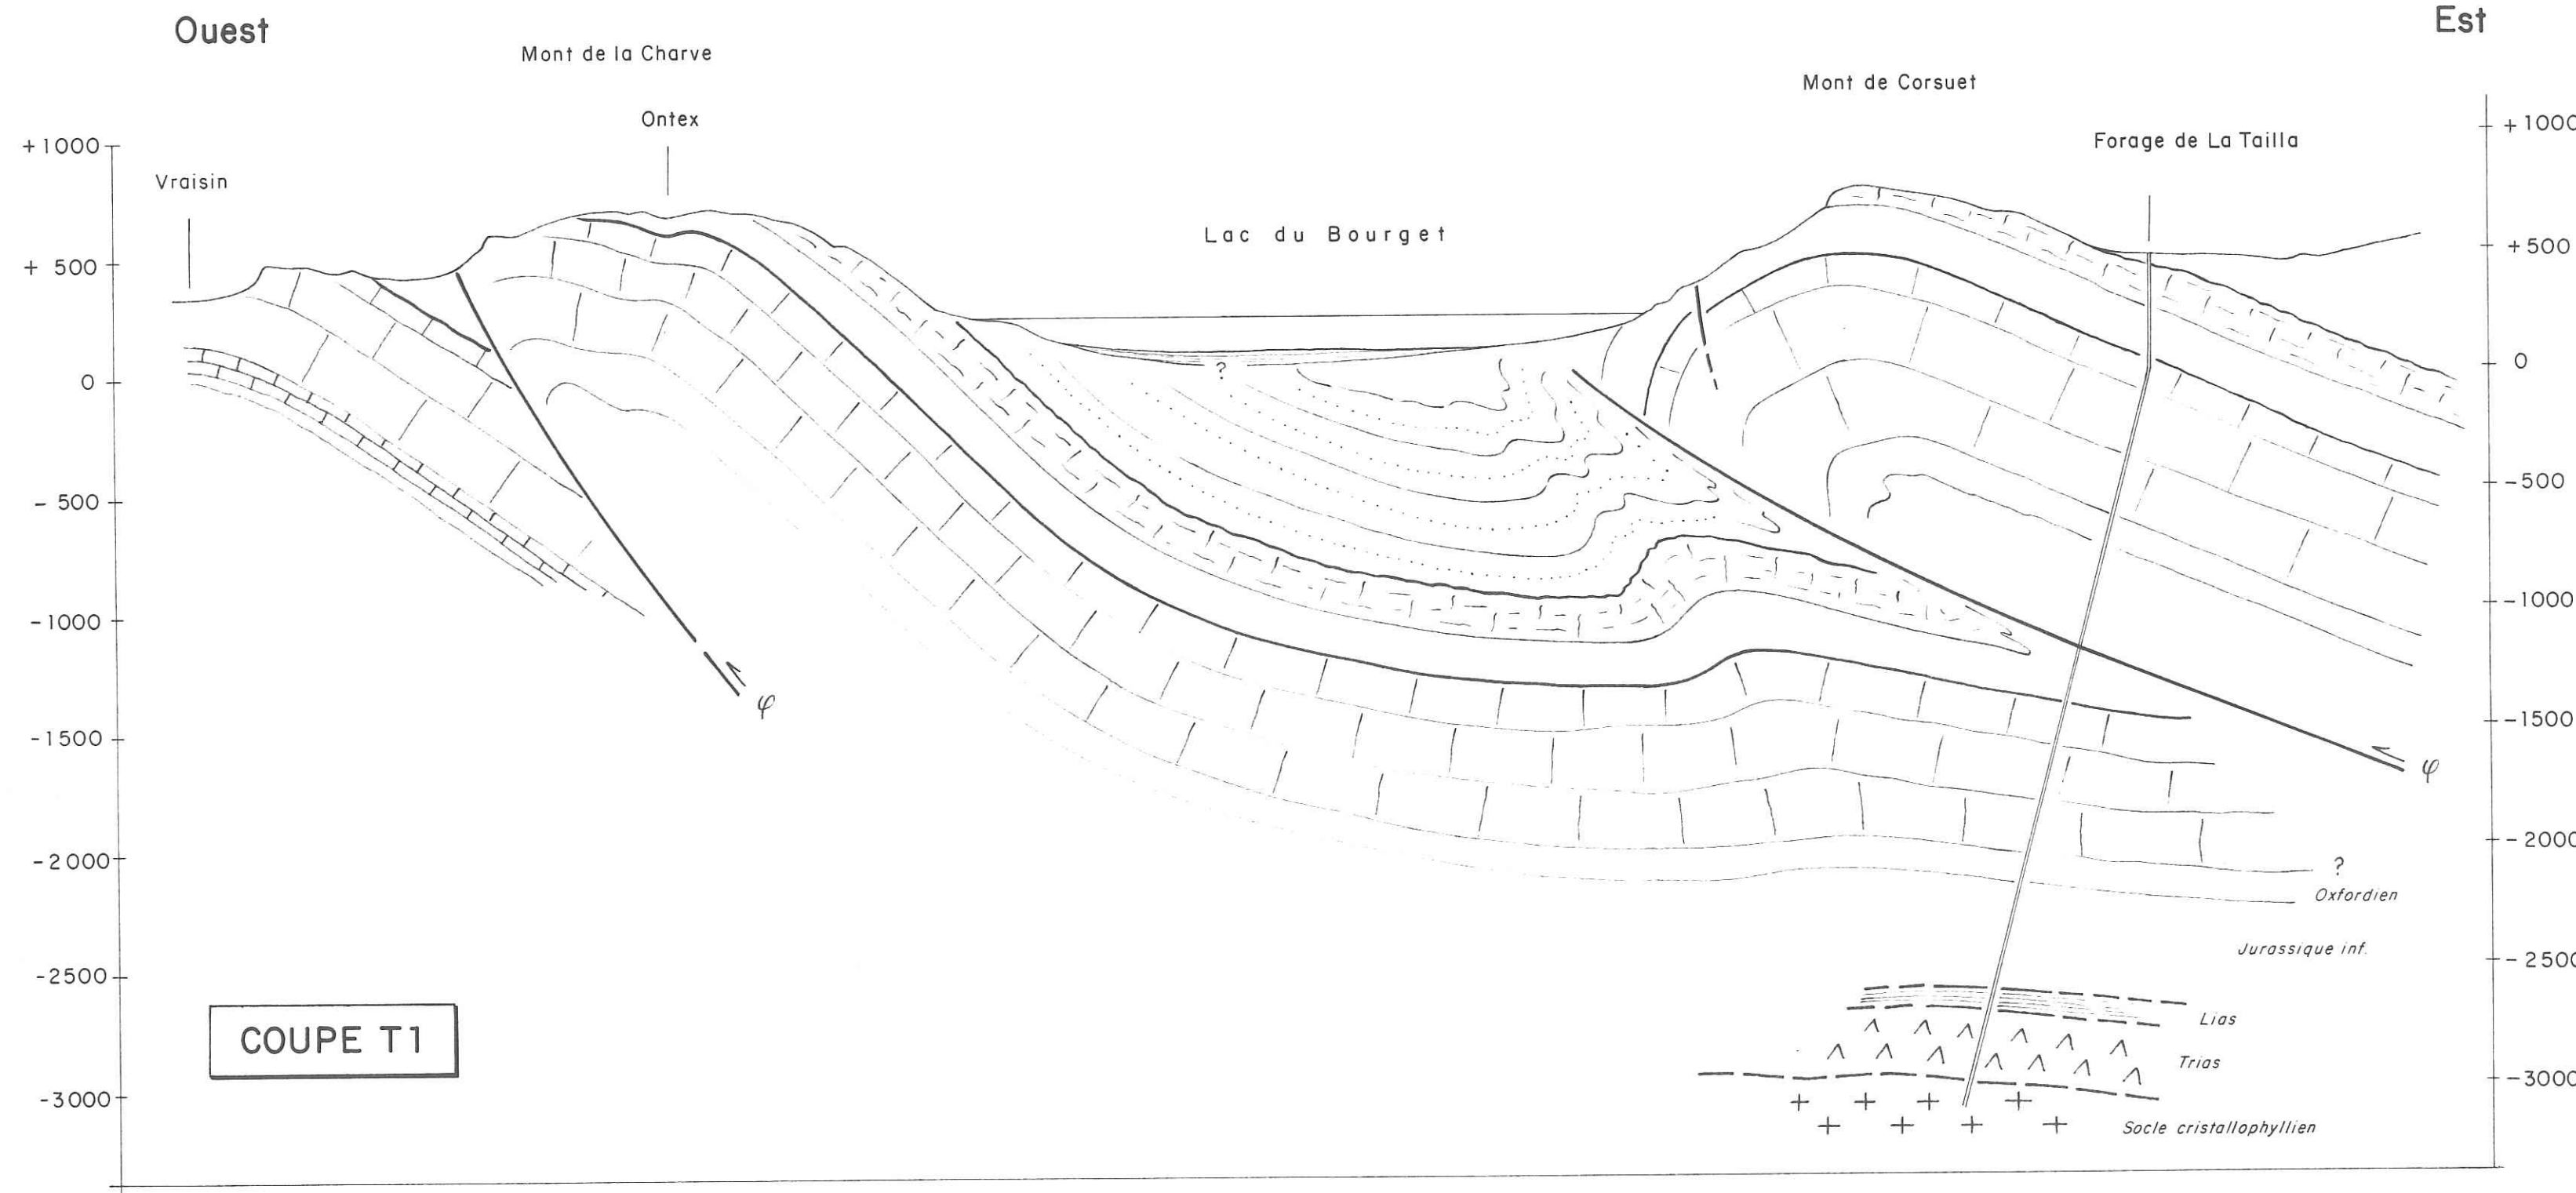 Ouest
Est
Mont de la Charve
Mont de Corsuet
Ontex
Forage de La Tailla
Vraisin
Lac du Bourget
+1000
+ 500
0
- 500
-1000
-1500
-2000
-2500
-3000
+1000
+500
0
-500
-1000
-1500
-2000
-2500
-3000
?
φ
φ
?
Oxfordien
Jurassique inf.
Lias
Trias
Socle cristallophyllien
COUPE T1